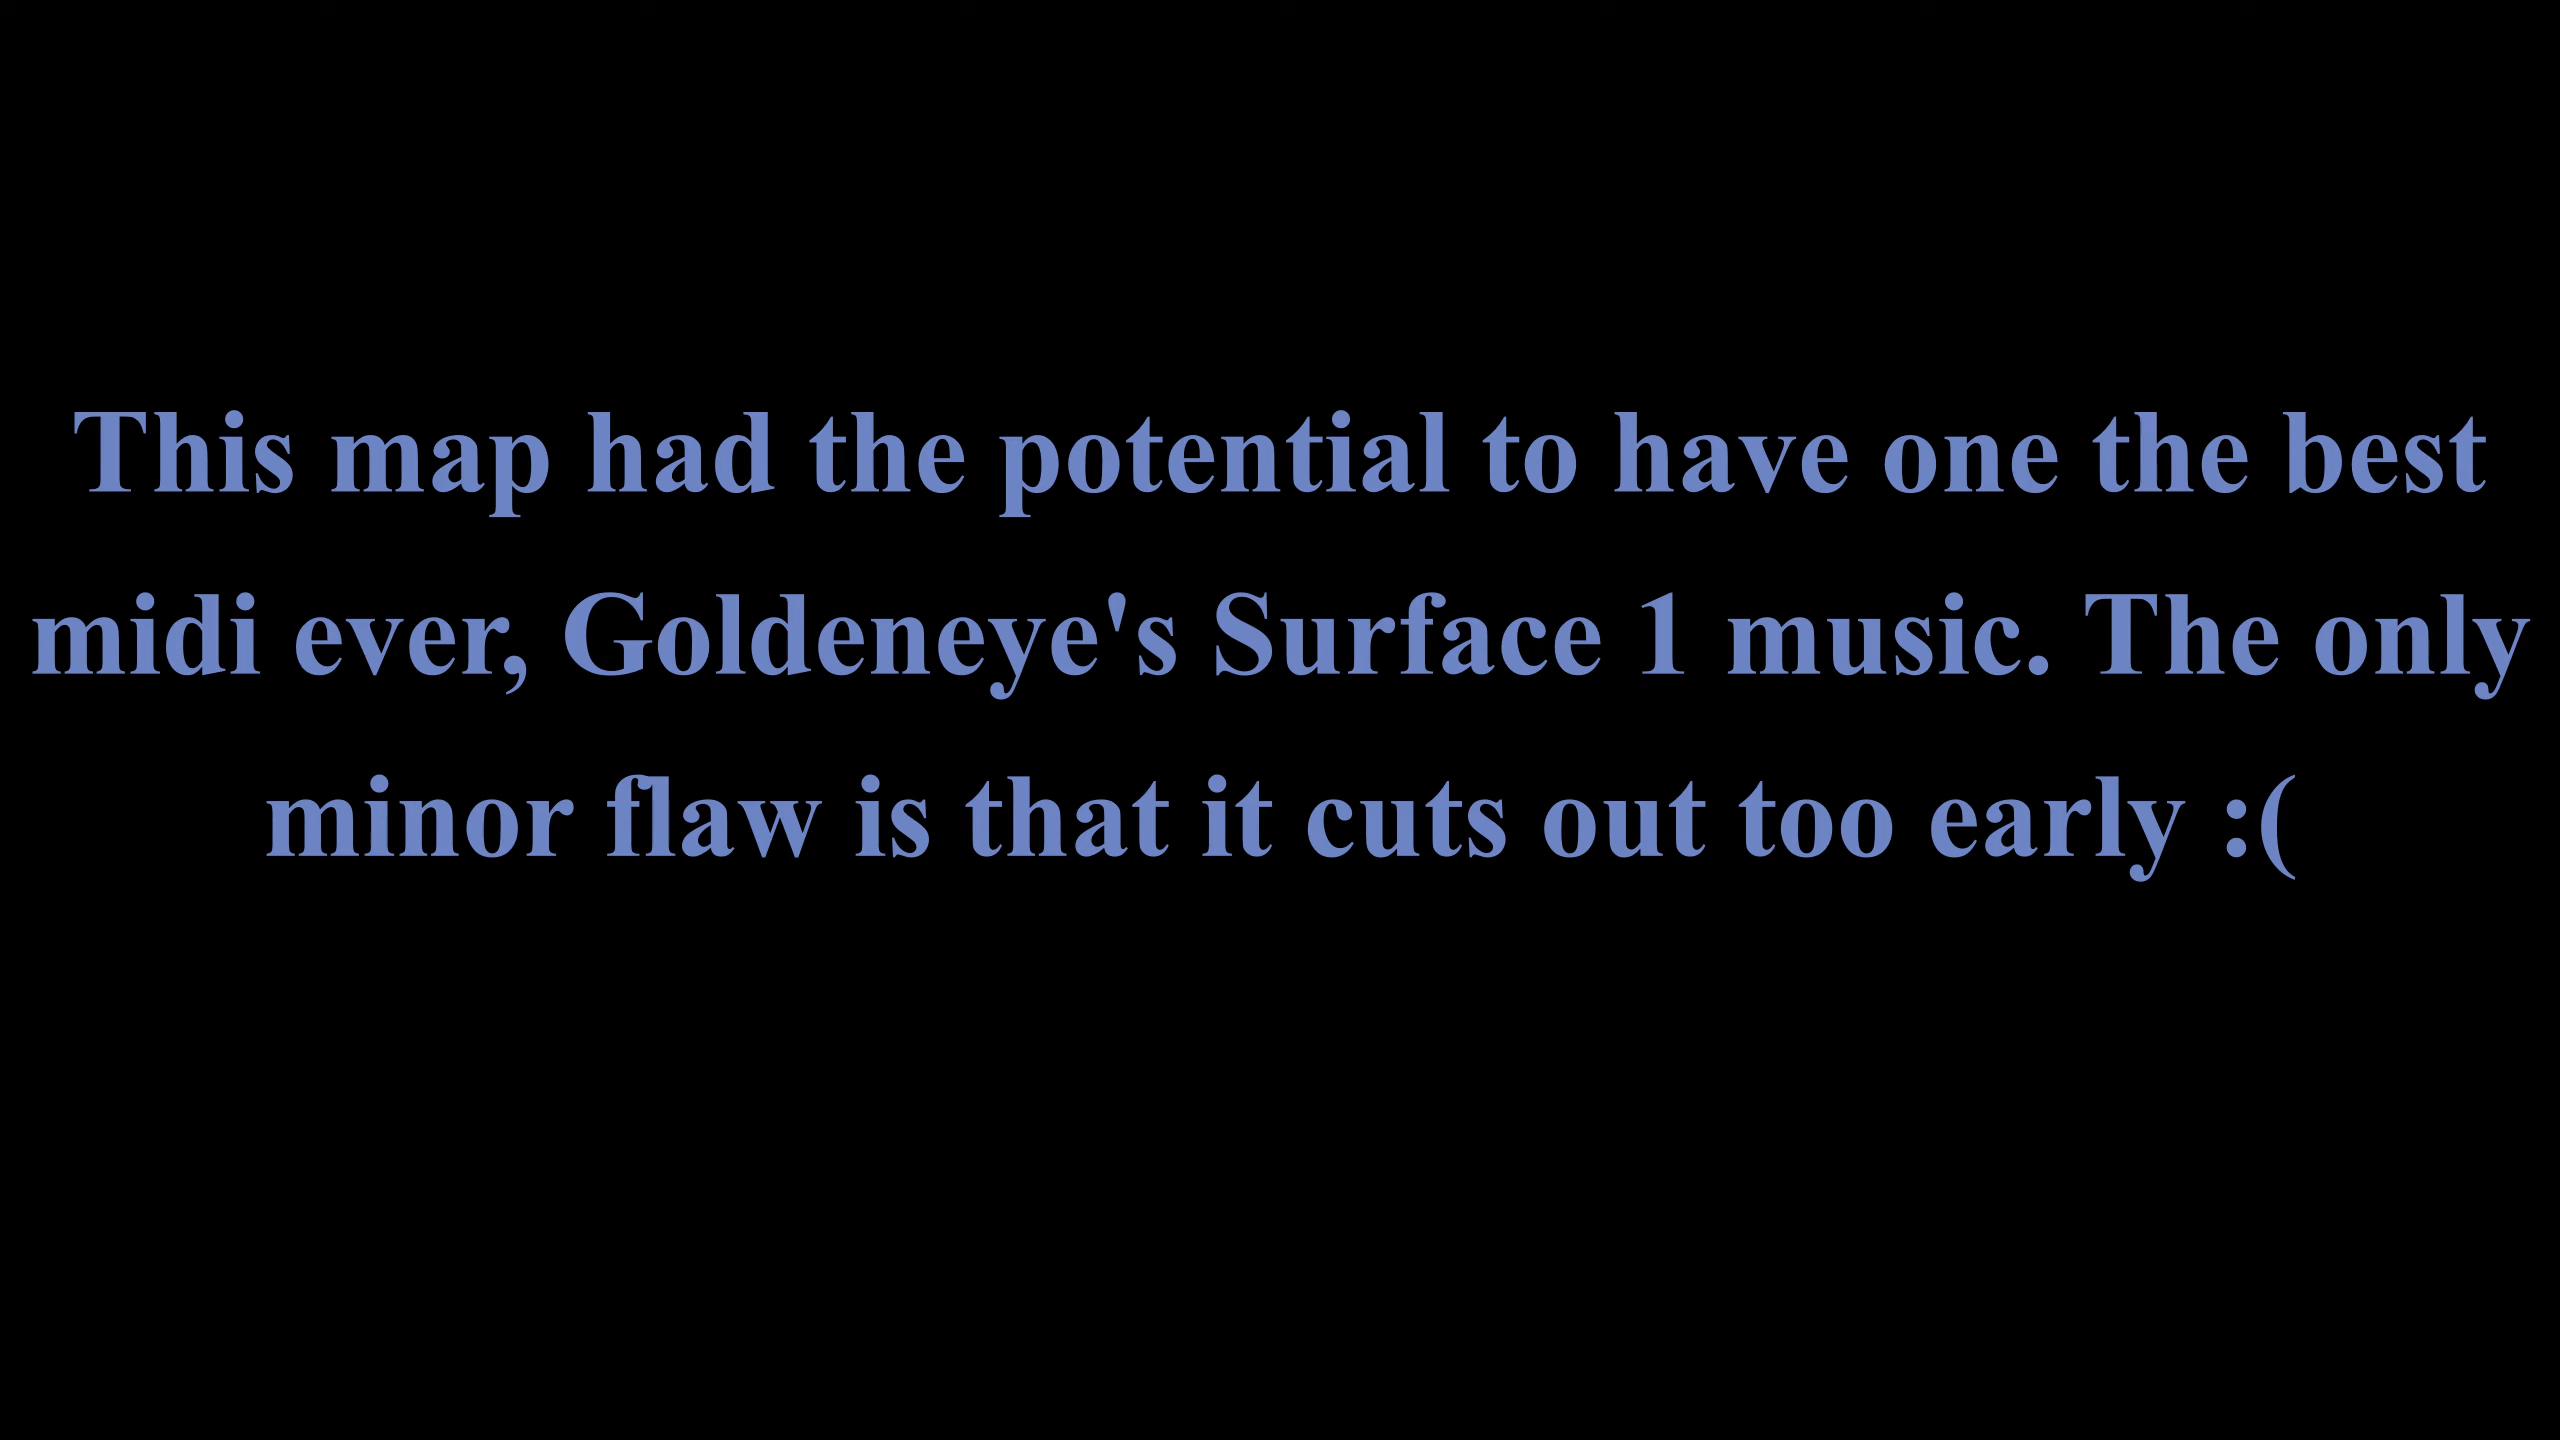 This map had the potential to have one the best
midi ever, Goldeneye's Surface 1 music. The only
minor flaw is that it cuts out too early :(